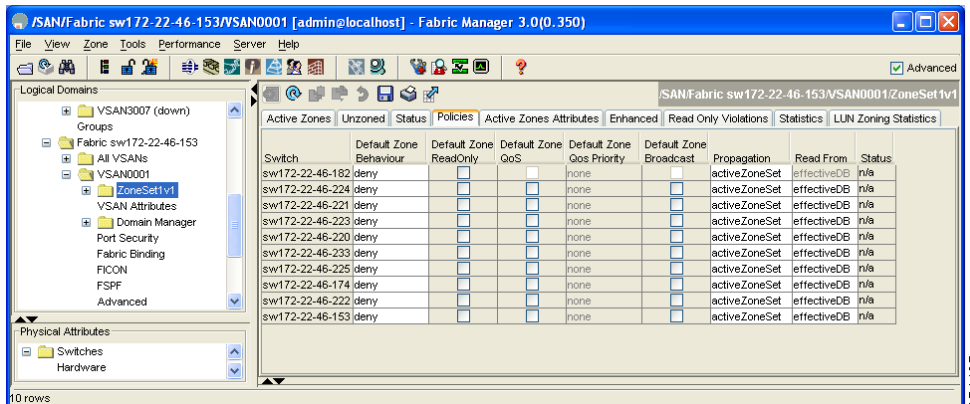 /SAN/Fabric sw172-22-46-153/VSAN0001 [admin@localhost] - Fabric Manager 3.0(0.350)
File View Zone Tools Performance Server Help
Advanced
Logical Domains
VSAN3007 (down)
Groups
Fabric sw172-22-46-153
All VSANs
VSAN0001
ZoneSet1v1
VSAN Attributes
Domain Manager
Port Security
Fabric Binding
FICON
FSPF
Advanced
Physical Attributes
Switches
Hardware
/SAN/Fabric sw172-22-46-153/VSAN0001/ZoneSet1v1
Active Zones Unzoned Status Policies Active Zones Attributes Enhanced Read Only Violations Statistics LUN Zoning Statistics
Default Zone Default Zone Default Zone Default Zone Default Zone
Switch Behaviour ReadOnly QoS Qos Priority Broadcast Propagation Read From Status
sw172-22-46-182 deny none activeZoneSet effectiveDB n/a
sw172-22-46-224 deny none activeZoneSet effectiveDB n/a
sw172-22-46-221 deny none activeZoneSet effectiveDB n/a
sw172-22-46-223 deny none activeZoneSet effectiveDB n/a
sw172-22-46-220 deny none activeZoneSet effectiveDB n/a
sw172-22-46-233 deny none activeZoneSet effectiveDB n/a
sw172-22-46-225 deny none activeZoneSet effectiveDB n/a
sw172-22-46-174 deny none activeZoneSet effectiveDB n/a
sw172-22-46-222 deny none activeZoneSet effectiveDB n/a
sw172-22-46-153 deny none activeZoneSet effectiveDB n/a
10 rows